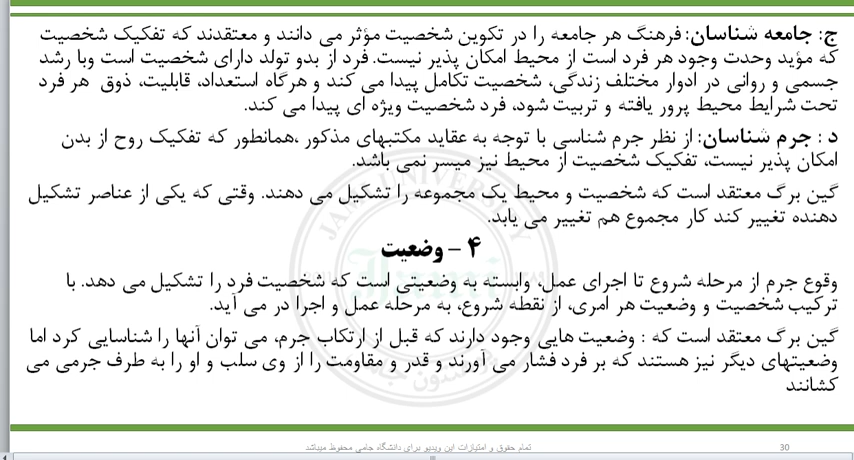 ج: جامعه شناسان: فرهنگ هر جامعه را در تکوین شخصیت مؤثر می دانند و معتقدند که تفکیک شخصیت
که مؤید وحدت وجود هر فرد است از محیط امکان پذیر نیست. فرد از بدو تولد دارای شخصیت است وبا رشد
جسمی و روانی در ادوار مختلف زندگی، شخصیت تکامل پیدا می کند و هرگاه استعداد، قابلیت، ذوق هر فرد
تحت شرایط محیط پرور یافته و تربیت شود، فرد شخصیت ویژه ای پیدا می کند.
د : جرم شناسان: از نظر جرم شناسی با توجه به عقاید مکتبهای مذکور ،همانطور که تفکیک روح از بدن
امکان پذیر نیست، تفکیک شخصیت از محیط نیز میسر نمی باشد.
گین برگ معتقد است که شخصیت و محیط یک مجموعه را تشکیل می دهند. وقتی که یکی از عناصر تشکیل
دهنده تغییر کند کار مجموع هم تغییر می یابد.
۴ – وضعیت
وقوع جرم از مرحله شروع تا اجرای عمل، وابسته به وضعیتی است که شخصیت فرد را تشکیل می دهد. با
ترکیب شخصیت و وضعیت هر امری، از نقطه شروع، به مرحله عمل و اجرا در می آید.
گین برگ معتقد است که : وضعیت هایی وجود دارند که قبل از ارتکاب جرم، می توان آنها را شناسایی کرد اما
وضعیتهای دیگر نیز هستند که بر فرد فشار می آورند و قدر و مقاومت را از وی سلب و او را به طرف جرمی می
کشانند
تمام حقوق و امتیازات این ویدیو برای دانشگاه جامی محفوظ میباشد
30